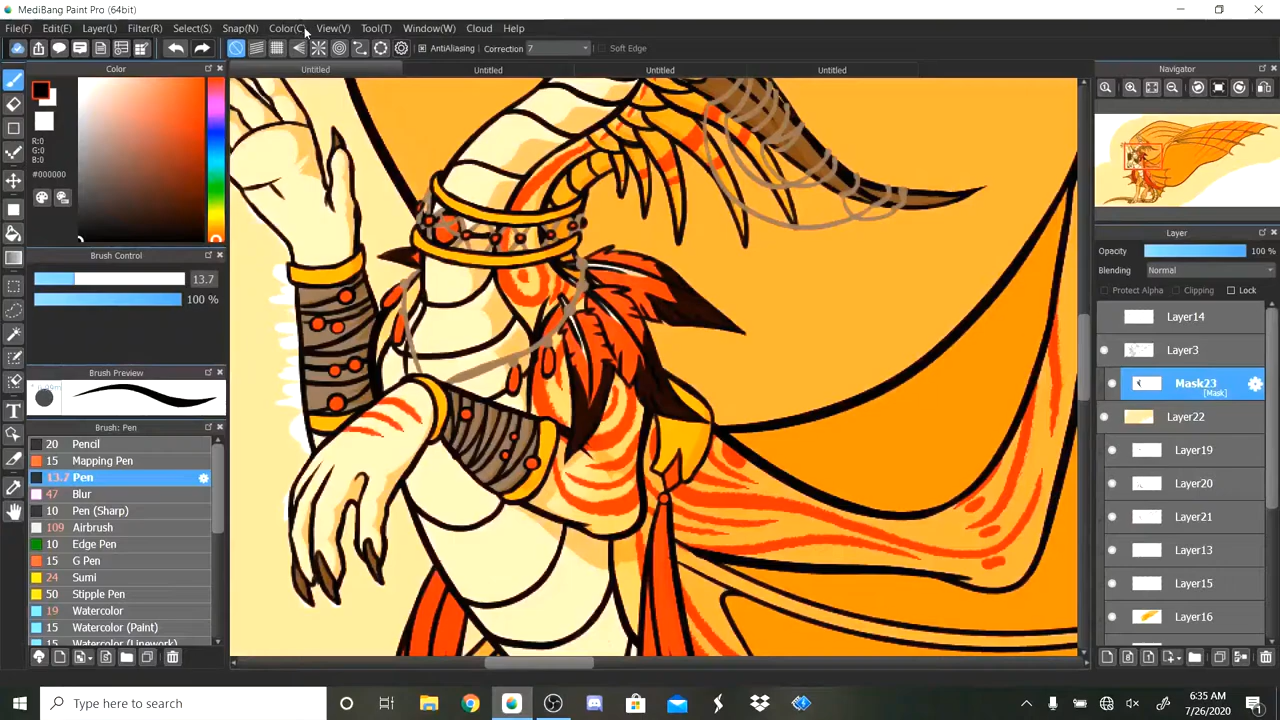 MediBang Paint Pro (64bit)
File(F) Edit(E) Layer(L) Filter(R) Select(S) Snap(N) Color(C) View(V) Tool(T) Window(W) Cloud Help
AntiAliasing Correction 7 Soft Edge
Color
Untitled Untitled Untitled Untitled
Navigator
R:0
G:0
B:0
#000000
Brush Control
13.7
100 %
Brush Preview
Brush: Pen
20 Pencil
15 Mapping Pen
13.7 Pen
47 Blur
10 Pen (Sharp)
109 Airbrush
10 Edge Pen
15 G Pen
24 Sumi
50 Stipple Pen
19 Watercolor
15 Watercolor (Paint)
15 Watercolor (Linework)
Layer
Opacity 100 %
Blending Normal
Protect Alpha Clipping Lock
Layer14
Layer3
Mask23
[Mask]
Layer22
Layer19
Layer20
Layer21
Layer13
Layer15
Layer16
Type here to search
6:35 AM
7/26/2020